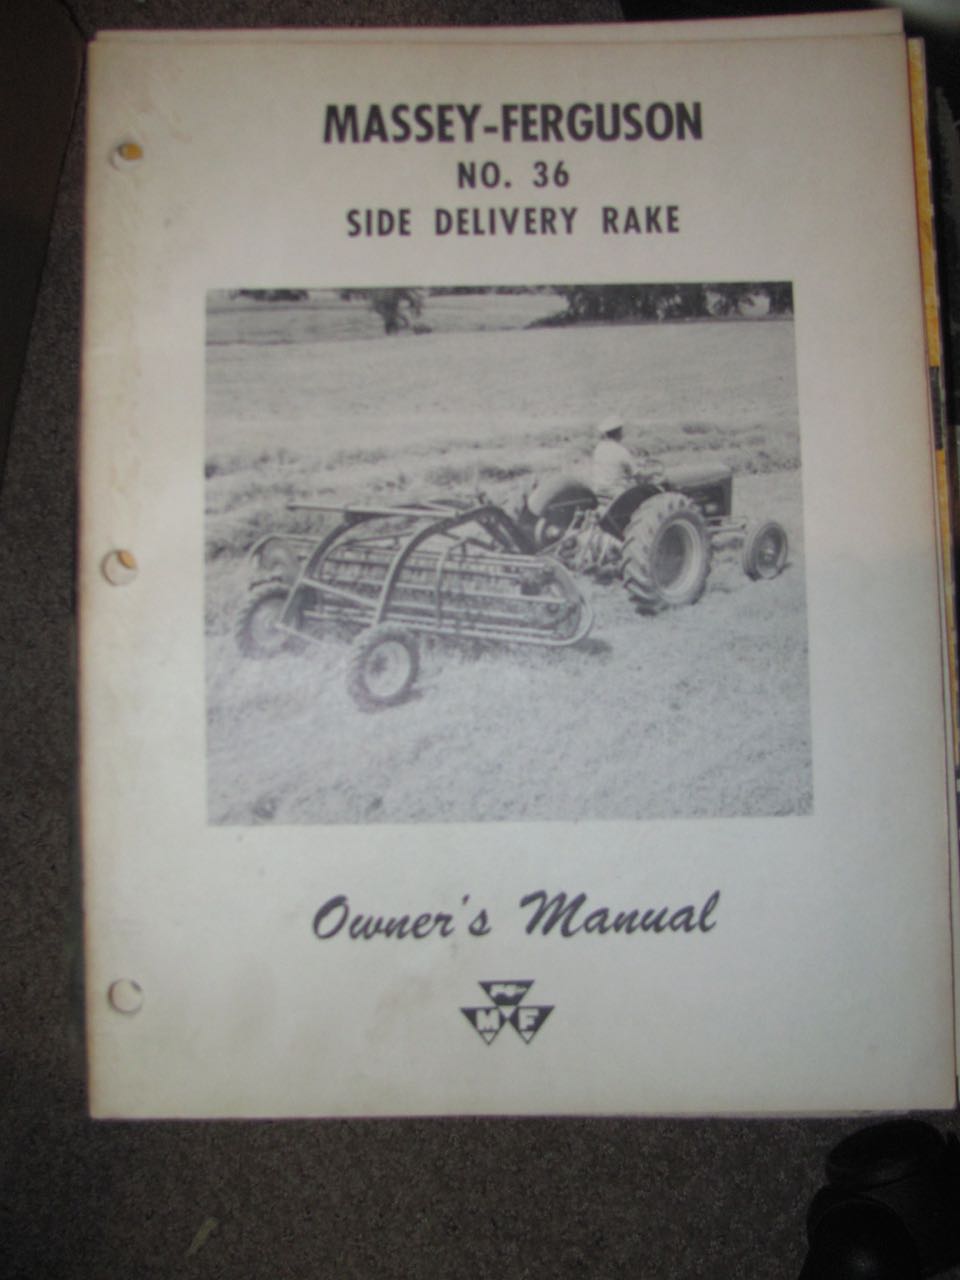 MASSEY-FERGUSON
NO. 36
SIDE DELIVERY RAKE
Owner's Manual
M F